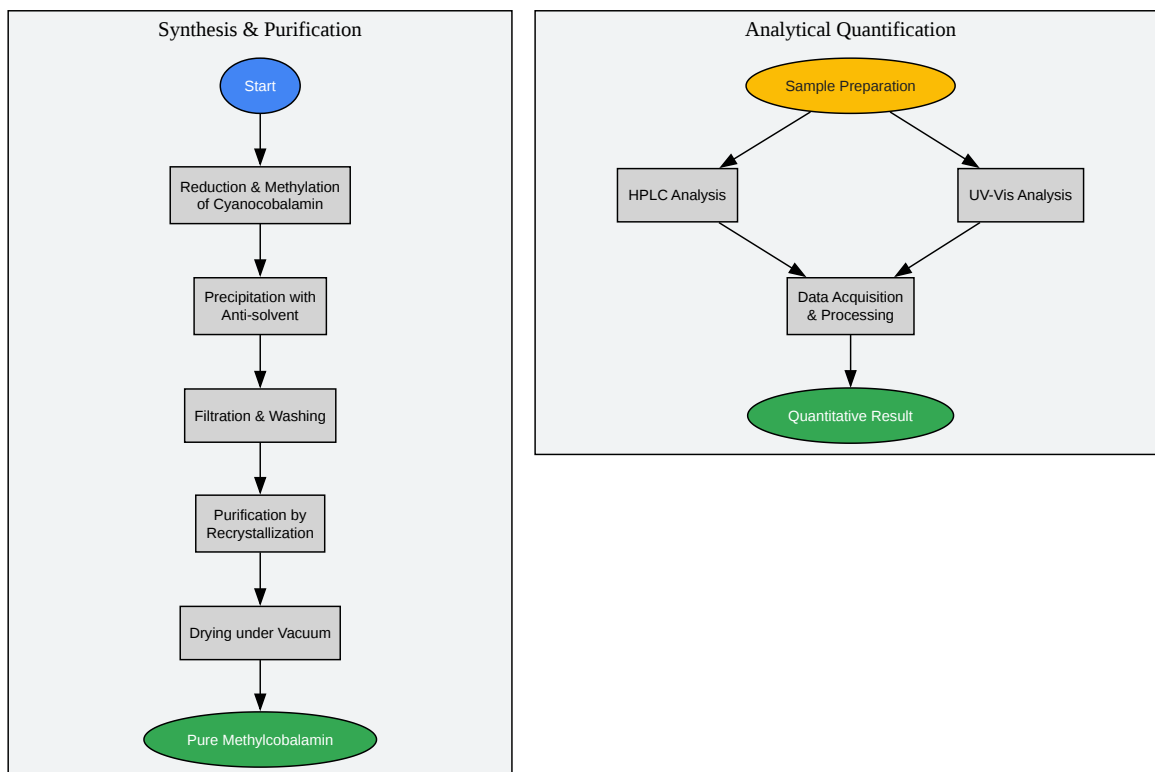 Synthesis & Purification
Start
Reduction & Methylation
of Cyanocobalamin
Precipitation with
Anti-solvent
Filtration & Washing
Purification by
Recrystallization
Drying under Vacuum
Pure Methylcobalamin
Analytical Quantification
Sample Preparation
HPLC Analysis
UV-Vis Analysis
Data Acquisition
& Processing
Quantitative Result